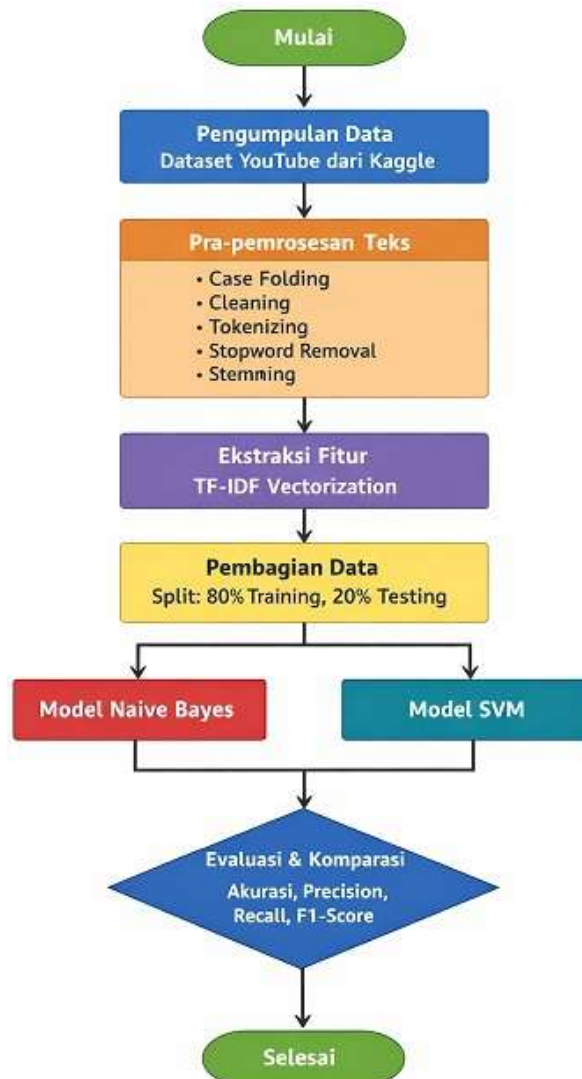 Mulai
Pengumpulan Data
Dataset YouTube dari Kaggle
Pra-pemrosesan Teks
• Case Folding
• Cleaning
• Tokenizing
• Stopword Removal
• Stemming
Ekstraksi Fitur
TF-IDF Vectorization
Pembagian Data
Split: 80% Training, 20% Testing
Model Naive Bayes
Model SVM
Evaluasi & Komparasi
Akurasi, Precision,
Recall, F1-Score
Selesai